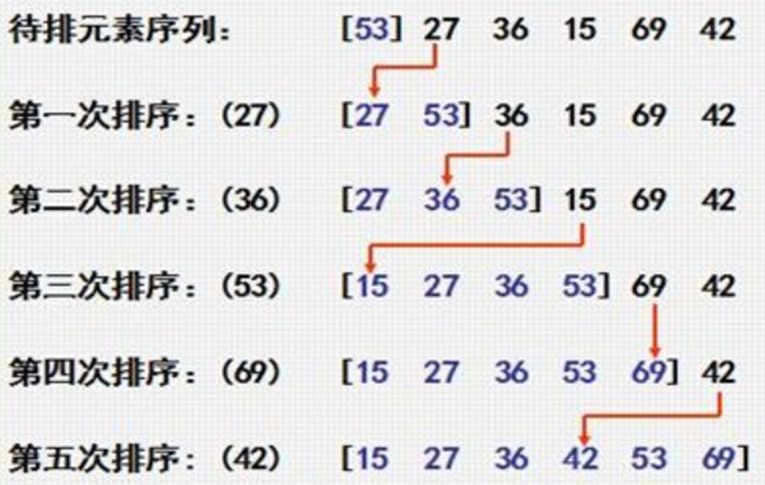 待排元素序列: [53] 27 36 15 69 42
第一次排序: (27) [27 53] 36 15 69 42
第二次排序: (36) [27 36 53] 15 69 42
第三次排序: (53) [15 27 36 53] 69 42
第四次排序: (69) [15 27 36 53 69] 42
第五次排序: (42) [15 27 36 42 53 69]